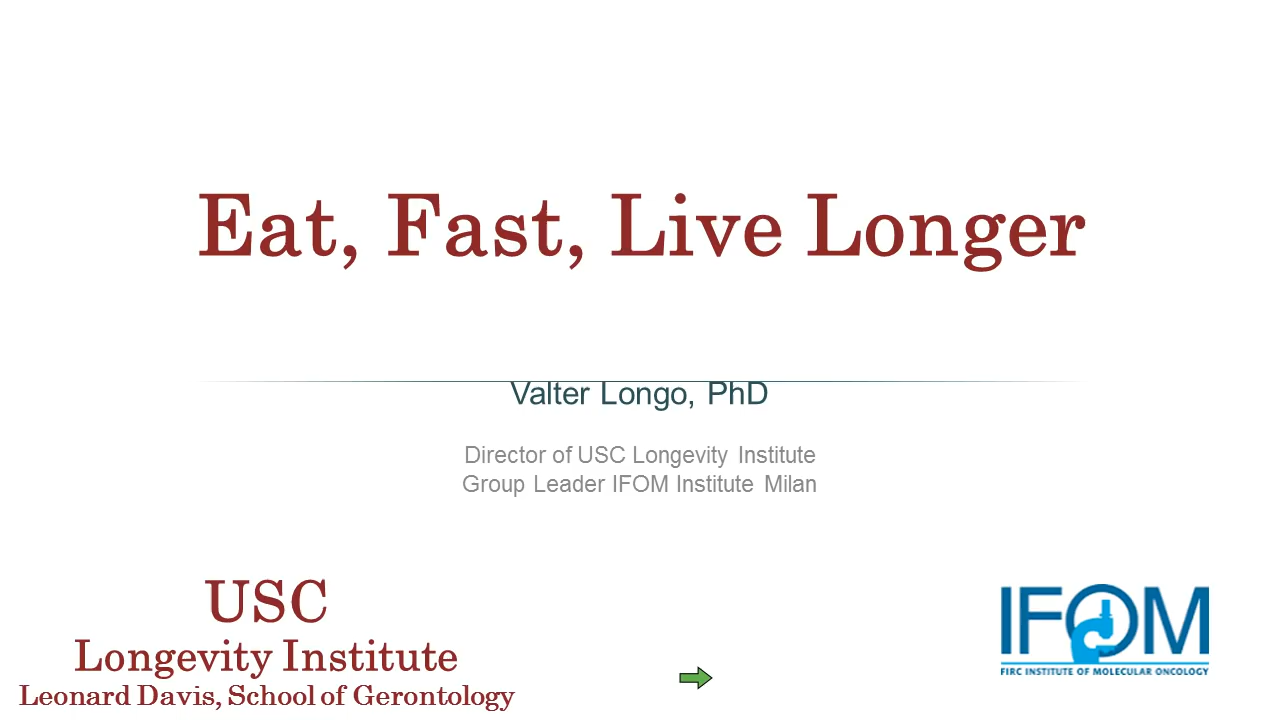 Eat, Fast, Live Longer
Valter Longo, PhD
Director of USC Longevity Institute
Group Leader IFOM Institute Milan
USC
Longevity Institute
Leonard Davis, School of Gerontology
IFOM
FIRC INSTITUTE OF MOLECULAR ONCOLOGY